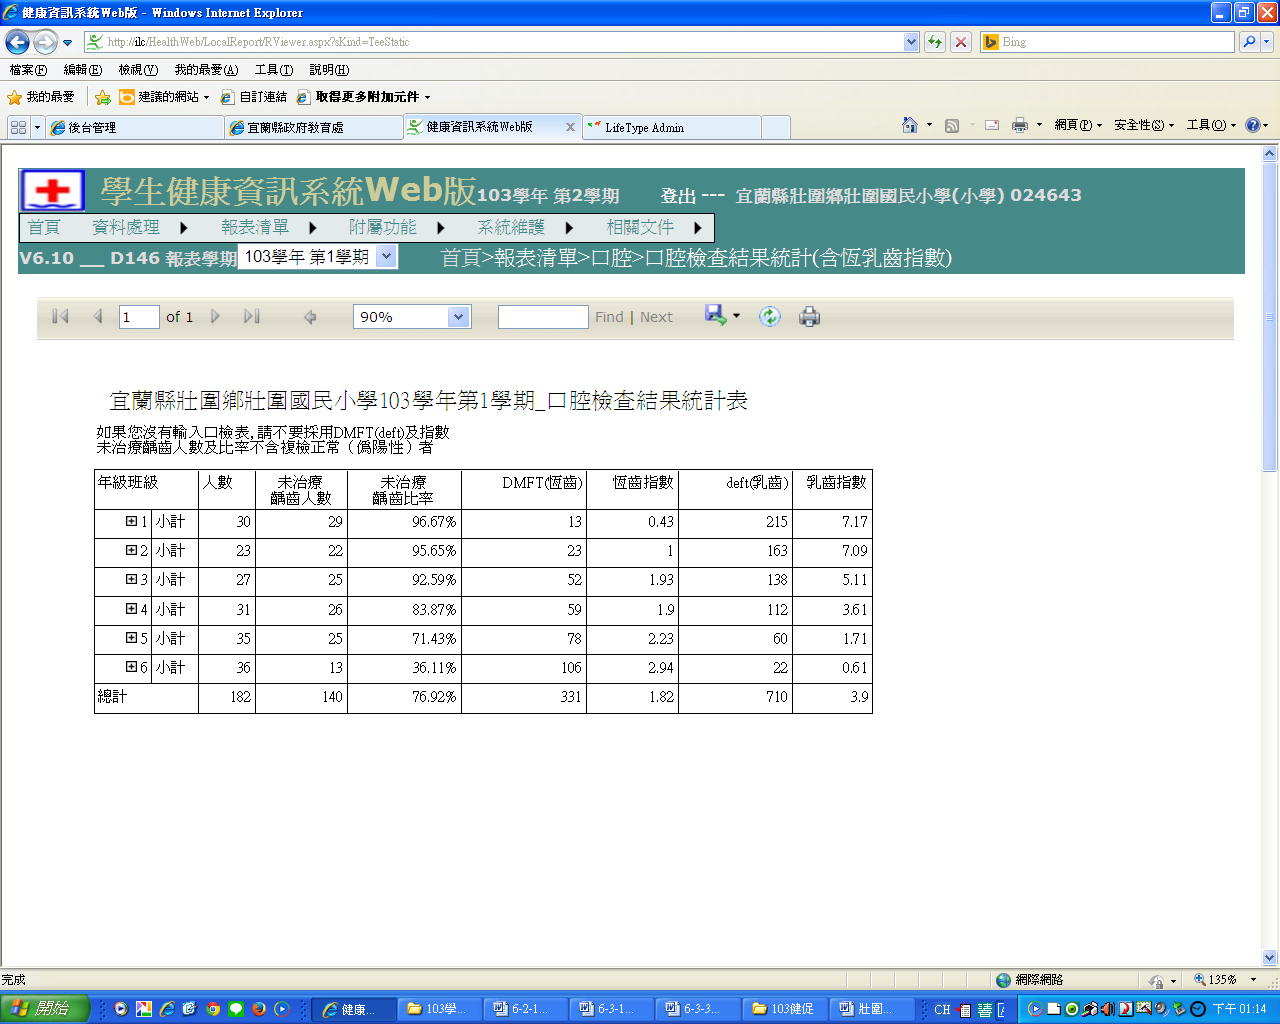 健康資訊系統Web版 - Windows Internet Explorer
http://ilc/HealthWeb/LocalReport/RViewer.aspx?sKind=TeeStatic
Bing
檔案(F) 編輯(E) 檢視(V) 我的最愛(A) 工具(T) 說明(H)
我的最愛 建議的網站 自訂連結 取得更多附加元件
後台管理 宜蘭縣政府教育處 健康資訊系統Web版 LifeType Admin 網頁(P) 安全性(S) 工具(O)
學生健康資訊系統Web版103學年 第2學期 登出 --- 宜蘭縣壯圍鄉壯圍國民小學(小學) 024643
首頁 資料處理 報表清單 附屬功能 系統維護 相關文件
V6.10 __ D146 報表學期 103學年 第1學期 首頁>報表清單>口腔>口腔檢查結果統計(含恆乳齒指數)
1 of 1 90% Find | Next
宜蘭縣壯圍鄉壯圍國民小學103學年第1學期_口腔檢查結果統計表
如果您沒有輸入口檢表,請不要採用DMFT(deft)及指數
未治療齲齒人數及比率不含複檢正常（偽陽性）者
年級班級 人數 未治療齲齒人數 未治療齲齒比率 DMFT(恆齒) 恆齒指數 deft(乳齒) 乳齒指數
1 小計 30 29 96.67% 13 0.43 215 7.17
2 小計 23 22 95.65% 23 1 163 7.09
3 小計 27 25 92.59% 52 1.93 138 5.11
4 小計 31 26 83.87% 59 1.9 112 3.61
5 小計 35 25 71.43% 78 2.23 60 1.71
6 小計 36 13 36.11% 106 2.94 22 0.61
總計 182 140 76.92% 331 1.82 710 3.9
完成 網際網路 135%
開始 健康... 103學... 6-2-1... 6-3-1... 6-3-3... 103健促 壯圍... CH 下午 01:14